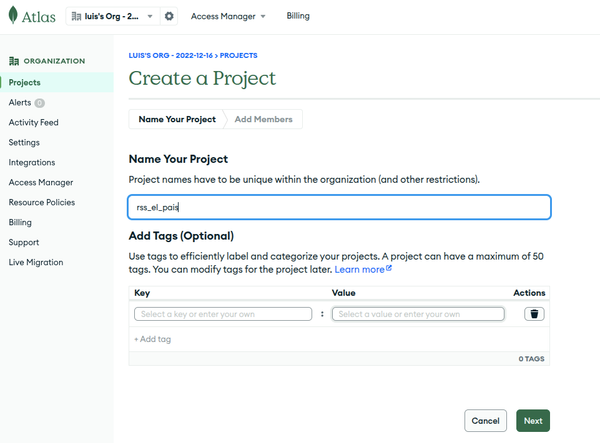 Atlas
luis's Org - 2...
Access Manager
Billing
ORGANIZATION
Projects
Alerts 0
Activity Feed
Settings
Integrations
Access Manager
Resource Policies
Billing
Support
Live Migration
LUIS'S ORG - 2022-12-16 > PROJECTS
Create a Project
Name Your Project
Add Members
Name Your Project
Project names have to be unique within the organization (and other restrictions).
rss_el_pais
Add Tags (Optional)
Use tags to efficiently label and categorize your projects. A project can have a maximum of 50
tags. You can modify tags for the project later. Learn more
Key Value Actions
Select a key or enter your own : Select a value or enter your own
+ Add tag
0 TAGS
Cancel
Next